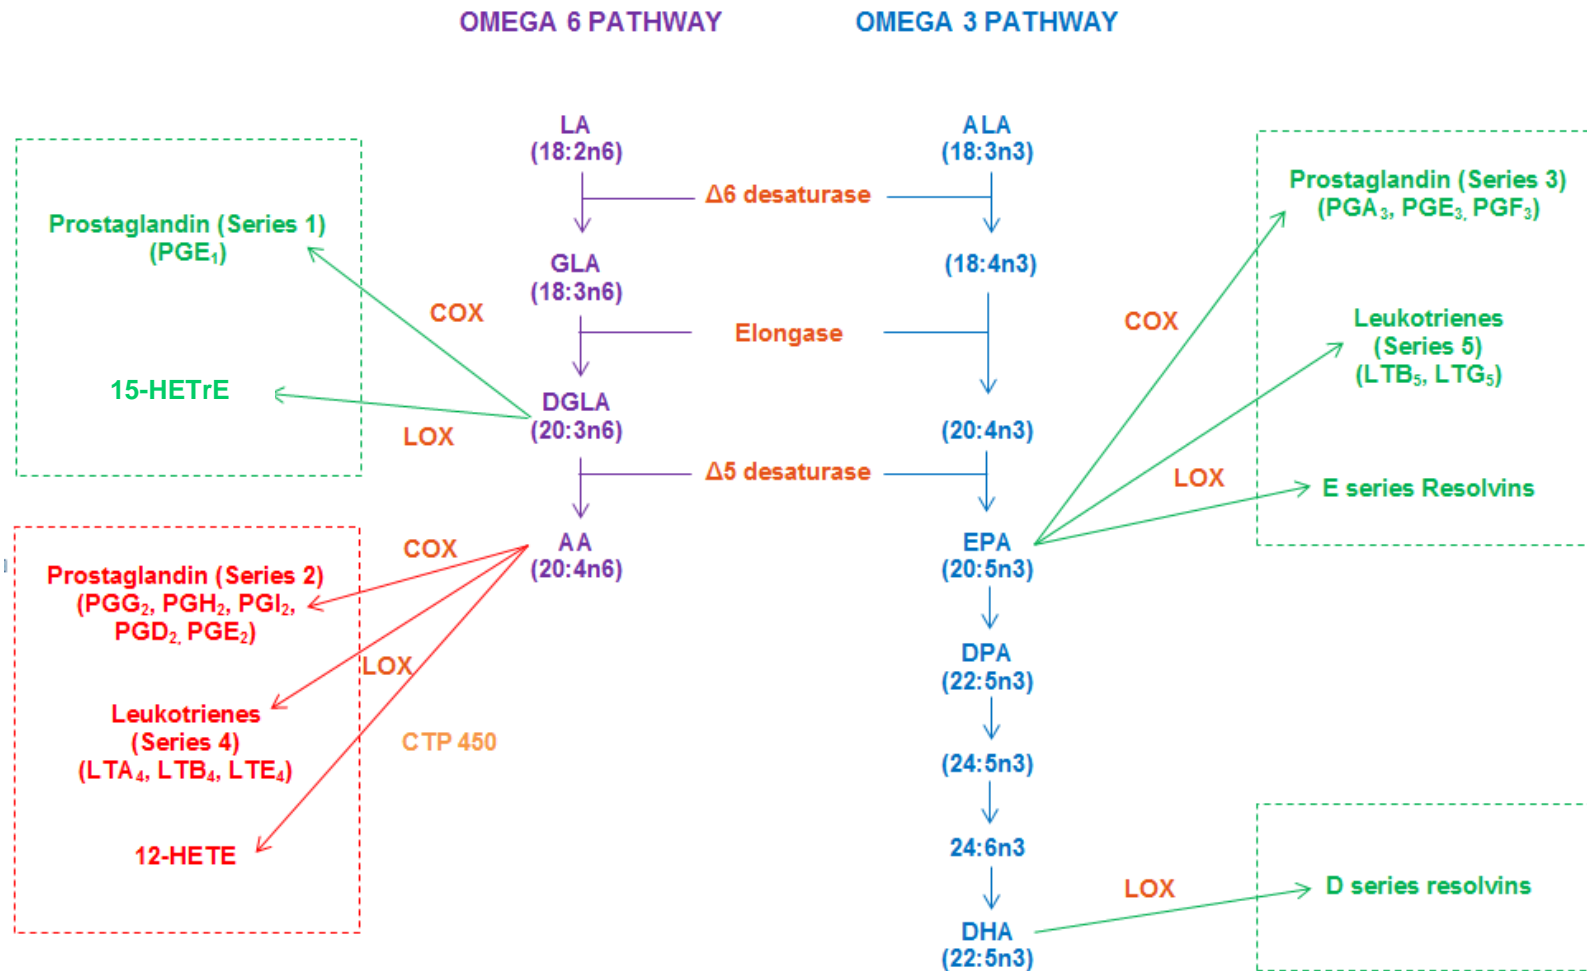 OMEGA 6 PATHWAY
OMEGA 3 PATHWAY
LA
(18:2n6)
ALA
(18:3n3)
Δ6 desaturase
Prostaglandin (Series 1)
(PGE₁)
COX
15-HETrE
LOX
GLA
(18:3n6)
(18:4n3)
Elongase
DGLA
(20:3n6)
(20:4n3)
Δ5 desaturase
AA
(20:4n6)
EPA
(20:5n3)
Prostaglandin (Series 3)
(PGA₃, PGE₃, PGF₃)
COX
Leukotrienes
(Series 5)
(LTB₅, LTG₅)
LOX
E series Resolvins
COX
Prostaglandin (Series 2)
(PGG₂, PGH₂, PGI₂,
PGD₂, PGE₂)
LOX
Leukotrienes
(Series 4)
(LTA₄, LTB₄, LTE₄)
CTP 450
12-HETE
DPA
(22:5n3)
(24:5n3)
24:6n3
DHA
(22:5n3)
LOX
D series resolvins